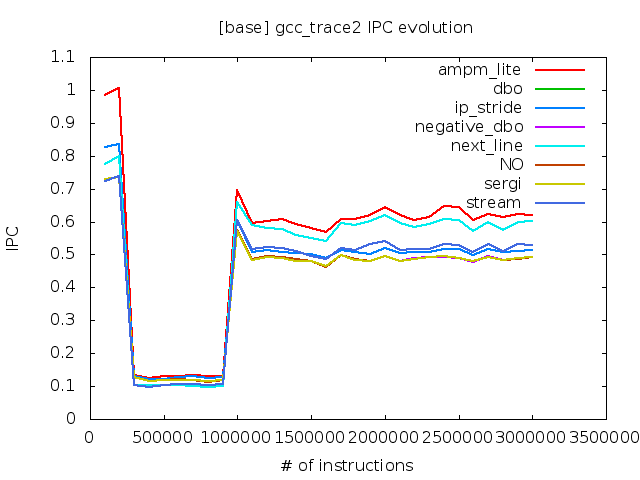 [base] gcc_trace2 IPC evolution
1.1
1
0.9
0.8
0.7
0.6
0.5
0.4
0.3
0.2
0.1
0
IPC
ampm_lite
dbo
ip_stride
negative_dbo
next_line
NO
sergi
stream
0 500000 1000000 1500000 2000000 2500000 3000000 3500000
# of instructions